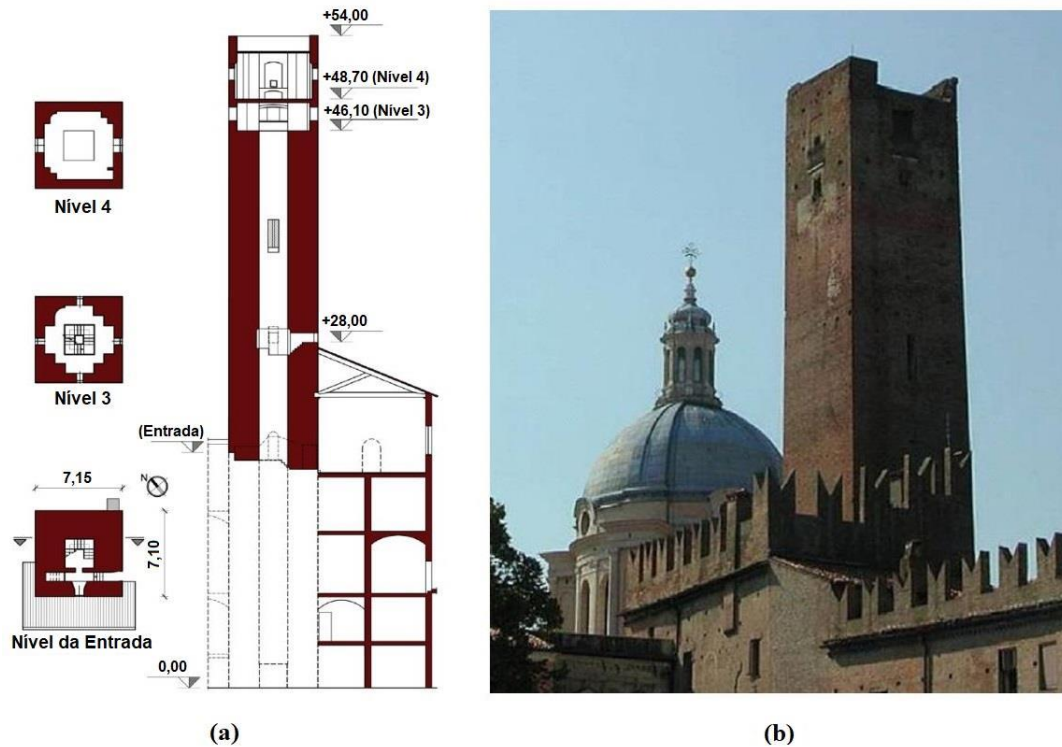 +54,00
+48,70 (Nível 4)
+46,10 (Nível 3)
Nível 4
+28,00
Nível 3
(Entrada)
7,15
N
7,10
Nível da Entrada
0,00
(a)
(b)